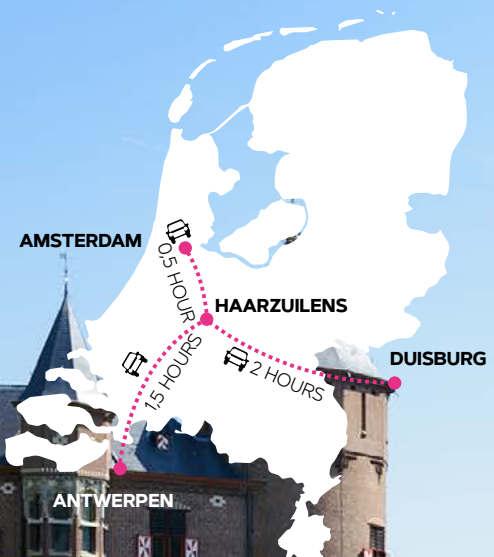 AMSTERDAM
0,5 HOUR
HAARZUILENS
1,5 HOURS
2 HOURS
DUISBURG
ANTWERPEN